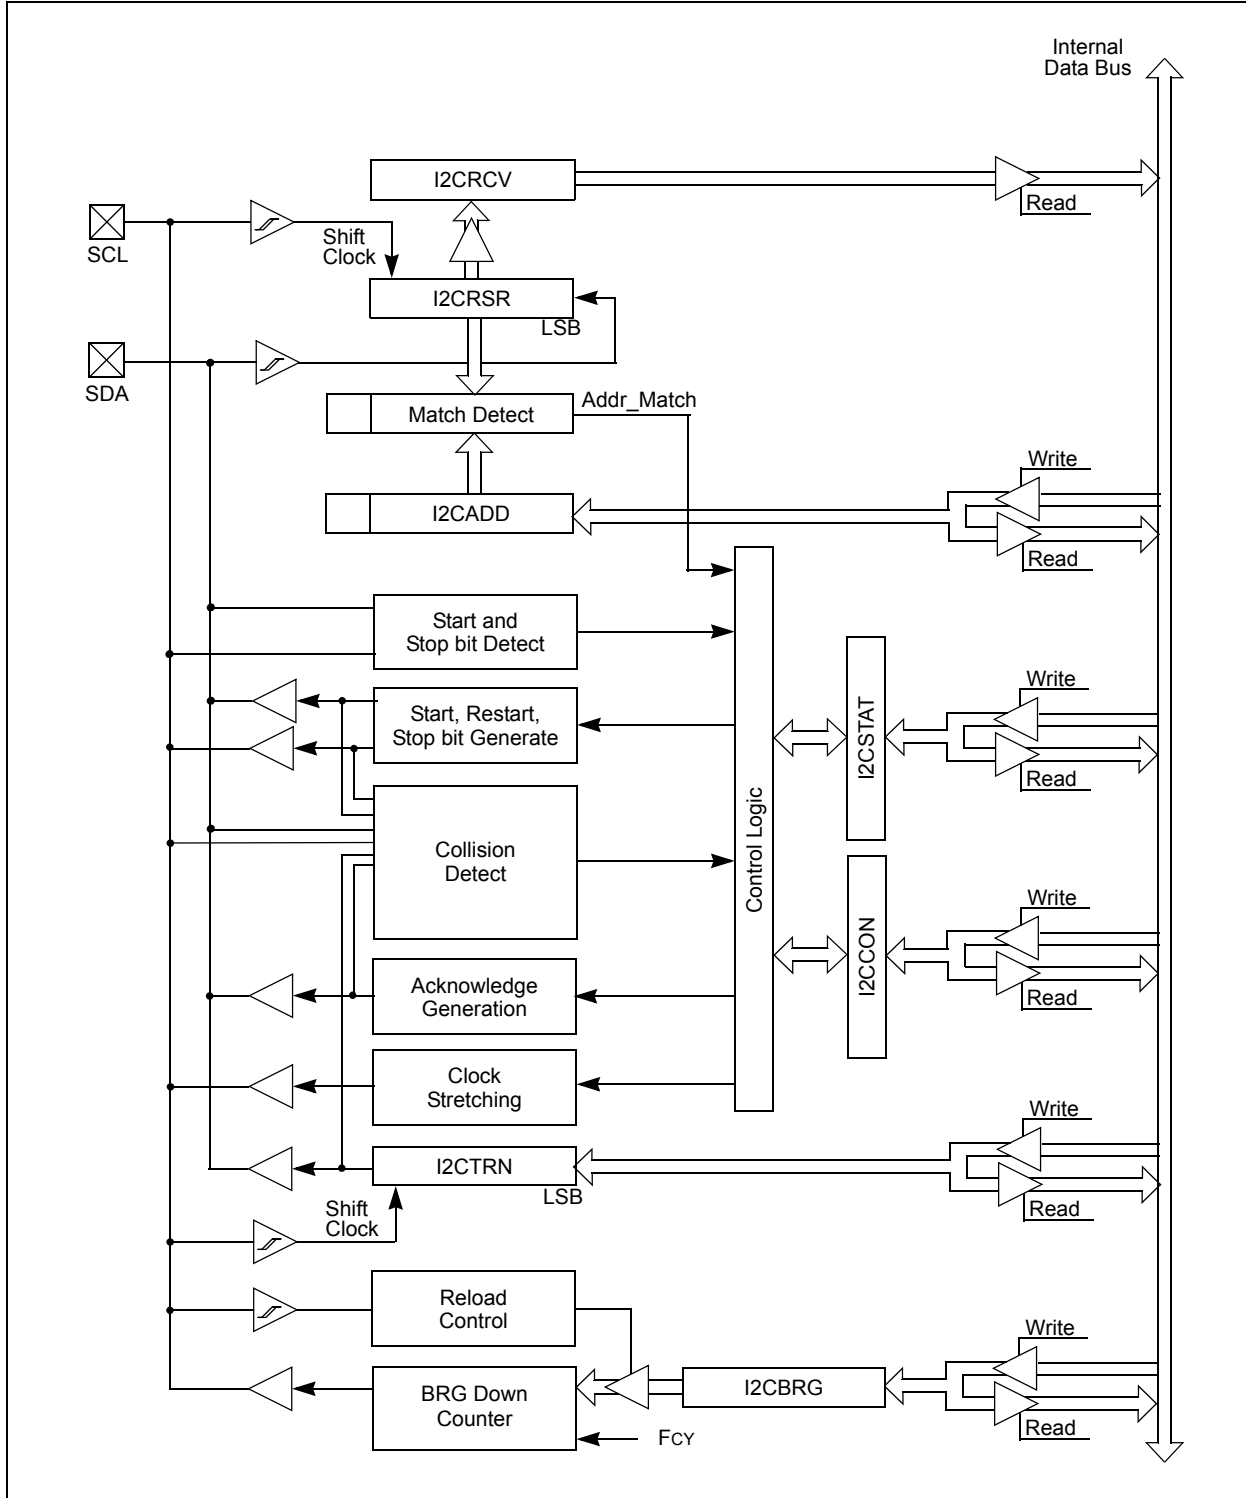 Internal
Data Bus
I2CRCV
Read
SCL
Shift
Clock
I2CRSR
LSB
SDA
Addr_Match
Match Detect
Write
I2CADD
Read
Start and
Stop bit Detect
Write
Start, Restart,
Stop bit Generate
I2CSTAT
Read
Control Logic
Collision
Detect
Write
I2CCON
Read
Acknowledge
Generation
Clock
Stretching
Write
I2CTRN
LSB
Read
Shift
Clock
Reload
Control
Write
I2CBRG
BRG Down
Counter
Read
FCY